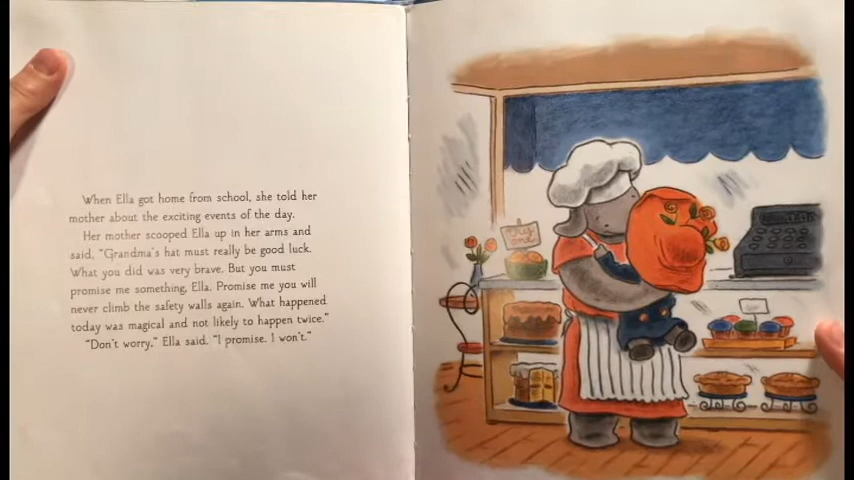 When Ella got home from school, she told her
mother about the exciting events of the day.
Her mother scooped Ella up in her arms and
said, "Grandma's hat must really be good luck.
What you did was very brave. But you must
promise me something, Ella. Promise me you will
never climb the safety walls again. What happened
today was magical and not likely to happen twice."
"Don't worry," Ella said. "I promise. I won't."
Try
one